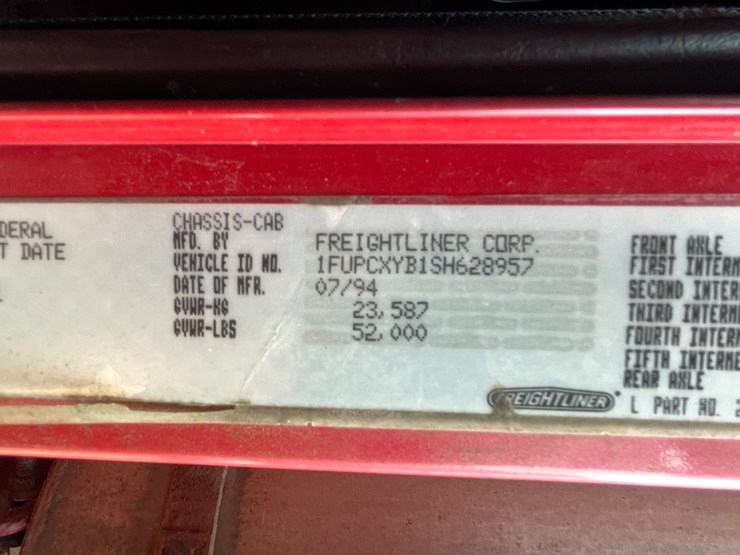 DERAL
T DATE
CHASSIS-CAB
MFD. BY FREIGHTLINER CORP.
VEHICLE ID NO. 1FUPCXYB1SH628957
DATE OF MFR. 07/94
GVWR-KG 23,587
GVWR-LBS 52,000
FREIGHTLINER
FRONT AXLE
FIRST INTERM
SECOND INTER
THIRD INTERM
FOURTH INTER
FIFTH INTERME
REAR AXLE
L PART NO. 2